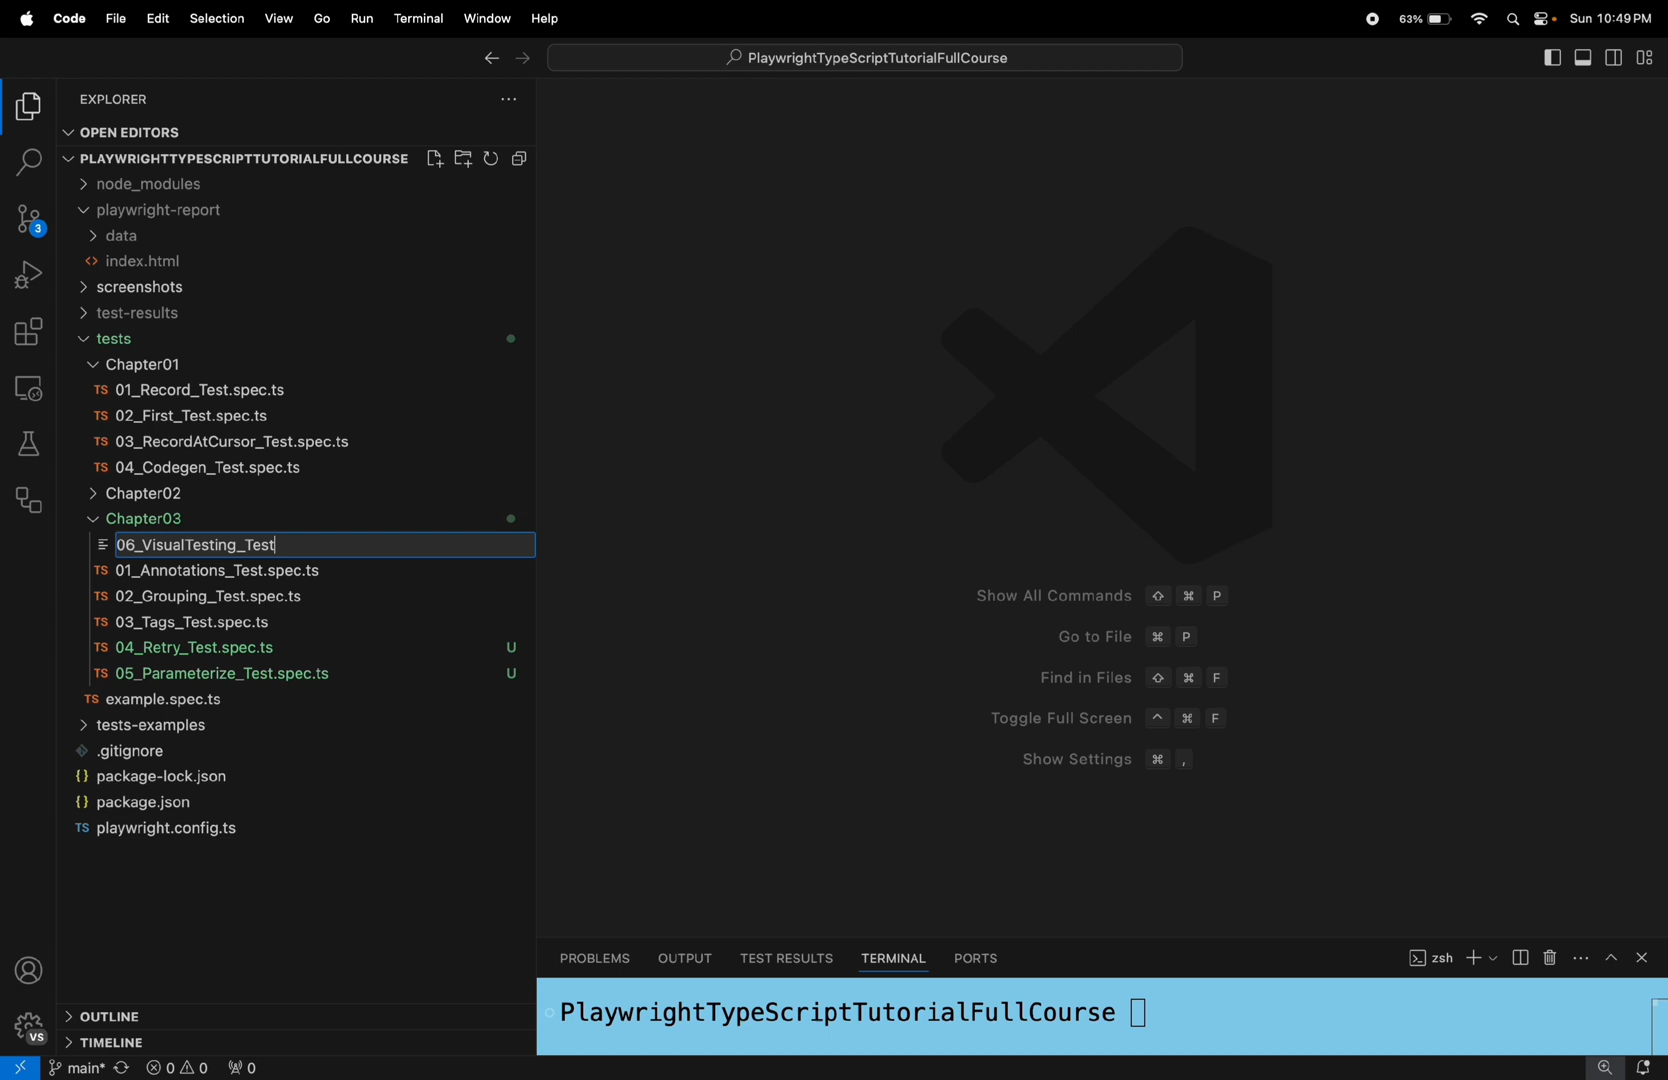 Code File Edit Selection View Go Run Terminal Window Help 63% Sun 10:49 PM
PlaywrightTypeScriptTutorialFullCourse
EXPLORER
OPEN EDITORS
PLAYWRIGHTTYPESCRIPTTUTORIALFULLCOURSE
node_modules
3
playwright-report
data
<> index.html
screenshots
test-results
tests
Chapter01
TS 01_Record_Test.spec.ts
TS 02_First_Test.spec.ts
TS 03_RecordAtCursor_Test.spec.ts
TS 04_Codegen_Test.spec.ts
Chapter02
Chapter03
06_VisualTesting_Test
TS 01_Annotations_Test.spec.ts
TS 02_Grouping_Test.spec.ts
TS 03_Tags_Test.spec.ts
TS 04_Retry_Test.spec.ts U
TS 05_Parameterize_Test.spec.ts U
TS example.spec.ts
tests-examples
.gitignore
{} package-lock.json
{} package.json
TS playwright.config.ts
OUTLINE
TIMELINE
VS
Show All Commands ⇧ ⌘ P
Go to File ⌘ P
Find in Files ⇧ ⌘ F
Toggle Full Screen ^ ⌘ F
Show Settings ⌘ ,
PROBLEMS OUTPUT TEST RESULTS TERMINAL PORTS zsh
PlaywrightTypeScriptTutorialFullCourse
main* 0 0 0